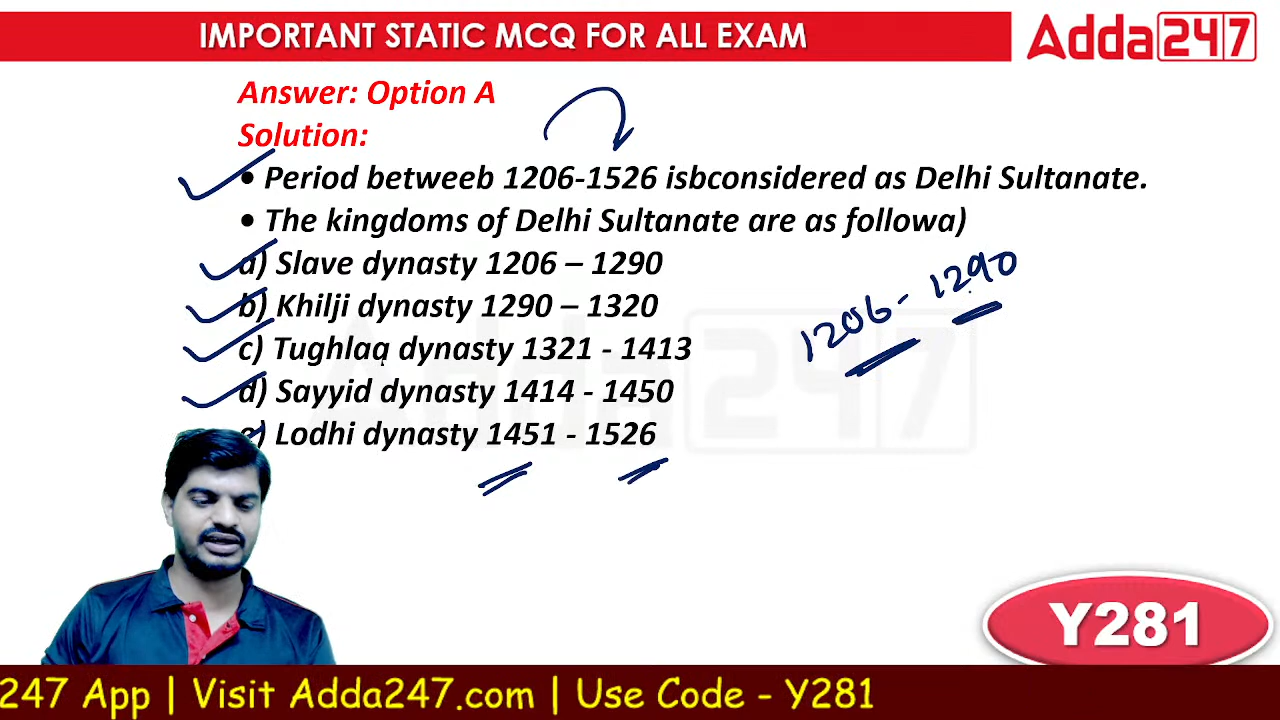 IMPORTANT STATIC MCQ FOR ALL EXAM
Adda247
Answer: Option A
Solution:
• Period betweeb 1206-1526 isbconsidered as Delhi Sultanate.
• The kingdoms of Delhi Sultanate are as followa)
a) Slave dynasty 1206 – 1290
b) Khilji dynasty 1290 – 1320
c) Tughlaq dynasty 1321 - 1413
d) Sayyid dynasty 1414 - 1450
e) Lodhi dynasty 1451 - 1526
1206 - 1290
247
Y281
247 App | Visit Adda247.com | Use Code - Y281